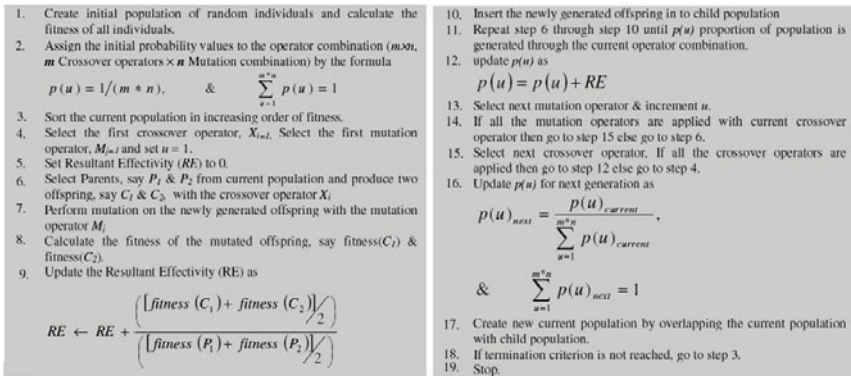 1. Create initial population of random individuals and calculate the
fitness of all individuals.
2. Assign the initial probability values to the operator combination (m×n,
m Crossover operators × n Mutation combination) by the formula
p(u) = 1/(m * n), & m*n ∑ u=1 p(u) = 1
3. Sort the current population in increasing order of fitness.
4. Select the first crossover operator, Xi=1. Select the first mutation
operator, Mj=1 and set u = 1.
5. Set Resultant Effectivity (RE) to 0.
6. Select Parents, say P1 & P2 from current population and produce two
offspring, say C1 & C2, with the crossover operator Xi
7. Perform mutation on the newly generated offspring with the mutation
operator Mj
8. Calculate the fitness of the mutated offspring, say fitness(C1) &
fitness(C2).
9. Update the Resultant Effectivity (RE) as
RE ← RE + ([fitness (C1) + fitness (C2)]/2) / ([fitness (P1) + fitness (P2)]/2)
10. Insert the newly generated offspring in to child population
11. Repeat step 6 through step 10 until p(u) proportion of population is
generated through the current operator combination.
12. update p(u) as
p(u) = p(u) + RE
13. Select next mutation operator & increment u.
14. If all the mutation operators are applied with current crossover
operator then go to step 15 else go to step 6.
15. Select next crossover operator. If all the crossover operators are
applied then go to step 12 else go to step 4.
16. Update p(u) for next generation as
p(u)next = p(u)current / m*n ∑ u=1 p(u)current ,
& m*n ∑ u=1 p(u)next = 1
17. Create new current population by overlapping the current population
with child population.
18. If termination criterion is not reached, go to step 3.
19. Stop.